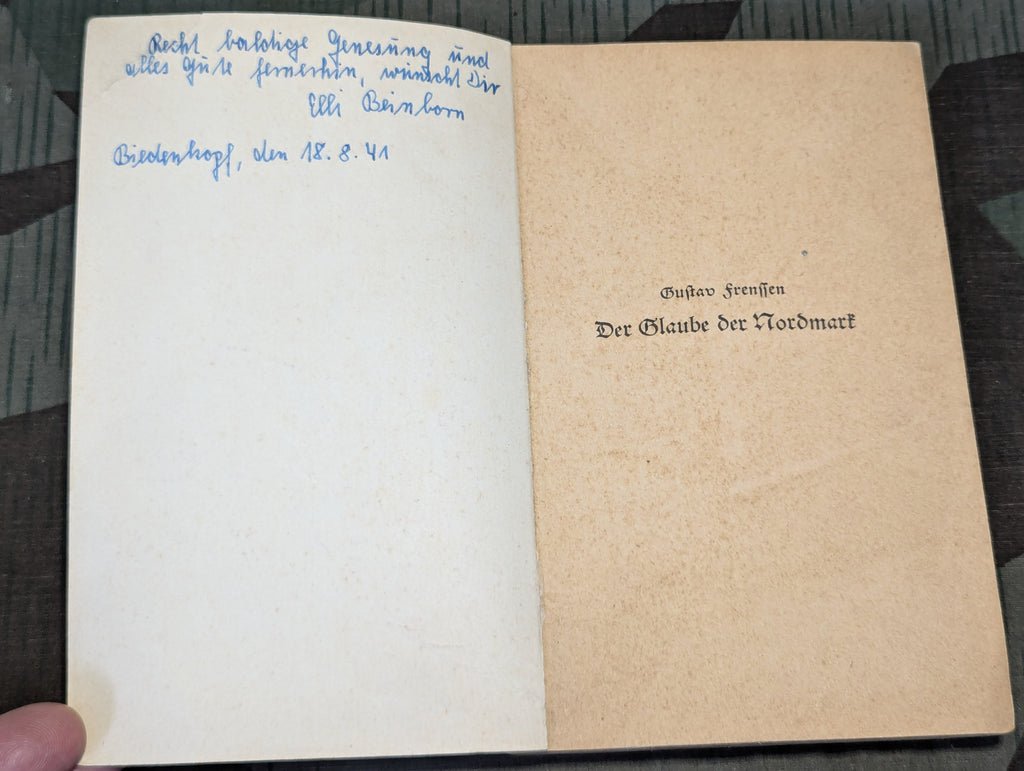 Recht baldige Genesung und
alles Gute fernerhin, wünscht Dir
Elli Beinborn
Biedenkopf, den 18. 8. 41
Gustav Frenssen
Der Glaube der Nordmark